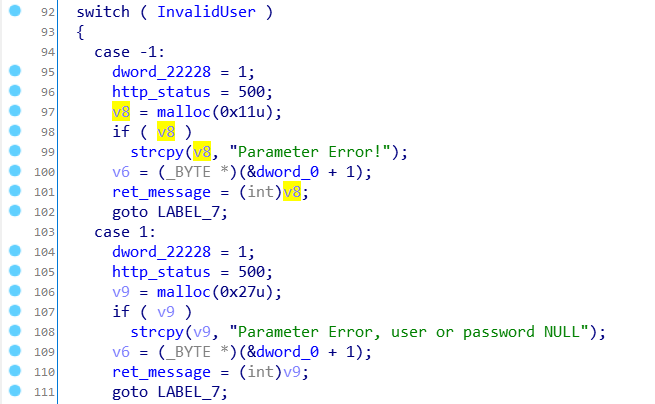 92 switch ( InvalidUser )
93 {
94 case -1:
95 dword_22228 = 1;
96 http_status = 500;
97 v8 = malloc(0x11u);
98 if ( v8 )
99 strcpy(v8, "Parameter Error!");
100 v6 = (_BYTE *)(&dword_0 + 1);
101 ret_message = (int)v8;
102 goto LABEL_7;
103 case 1:
104 dword_22228 = 1;
105 http_status = 500;
106 v9 = malloc(0x27u);
107 if ( v9 )
108 strcpy(v9, "Parameter Error, user or password NULL");
109 v6 = (_BYTE *)(&dword_0 + 1);
110 ret_message = (int)v9;
111 goto LABEL_7;